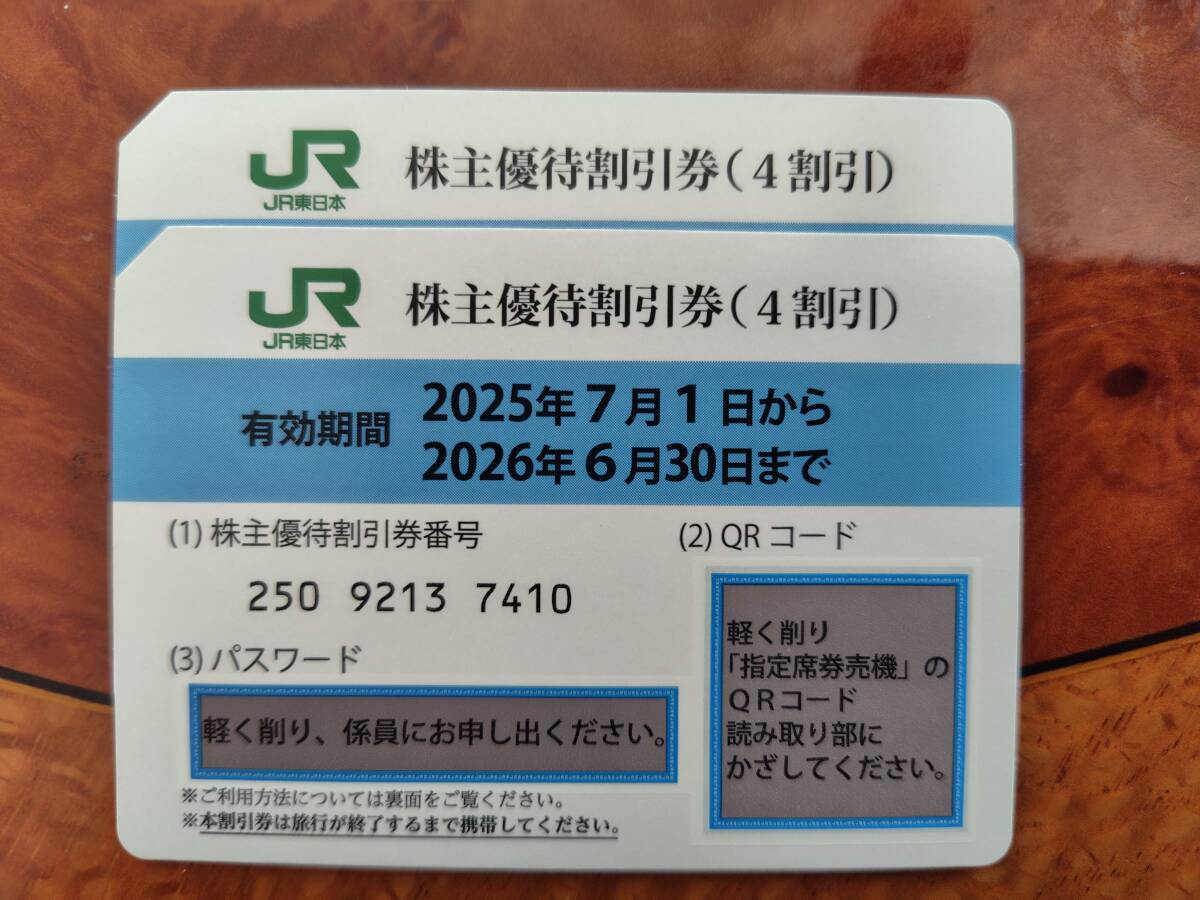 JR
JR東日本
株主優待割引券(4割引)
JR
JR東日本
株主優待割引券(4割引)
有効期間
2025年7月1日から
2026年6月30日まで
(1) 株主優待割引券番号
250 9213 7410
(2) QRコード
軽く削り
「指定席券売機」の
QRコード
読み取り部に
かざしてください。
(3) パスワード
軽く削り、係員にお申し出ください。
※ご利用方法については裏面をご覧ください。
※本割引券は旅行が終了するまで携帯してください。